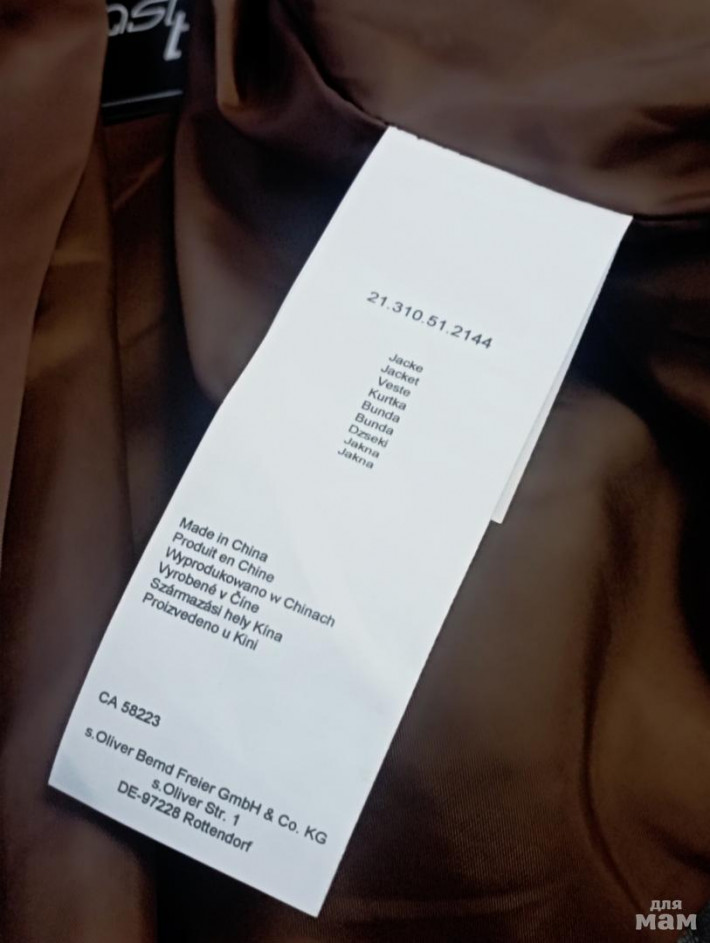 21.310.51.2144
Jacke
Jacket
Veste
Kurtka
Bunda
Bunda
Dzseki
Jakna
Jakna
Made in China
Produit en Chine
Wyprodukowano w Chinach
Vyrobené v Číne
Származási hely Kína
Proizvedeno u Kini
CA 58223
s.Oliver Bernd Freier GmbH & Co. KG
s.Oliver Str. 1
DE-97228 Rottendorf
для
мам